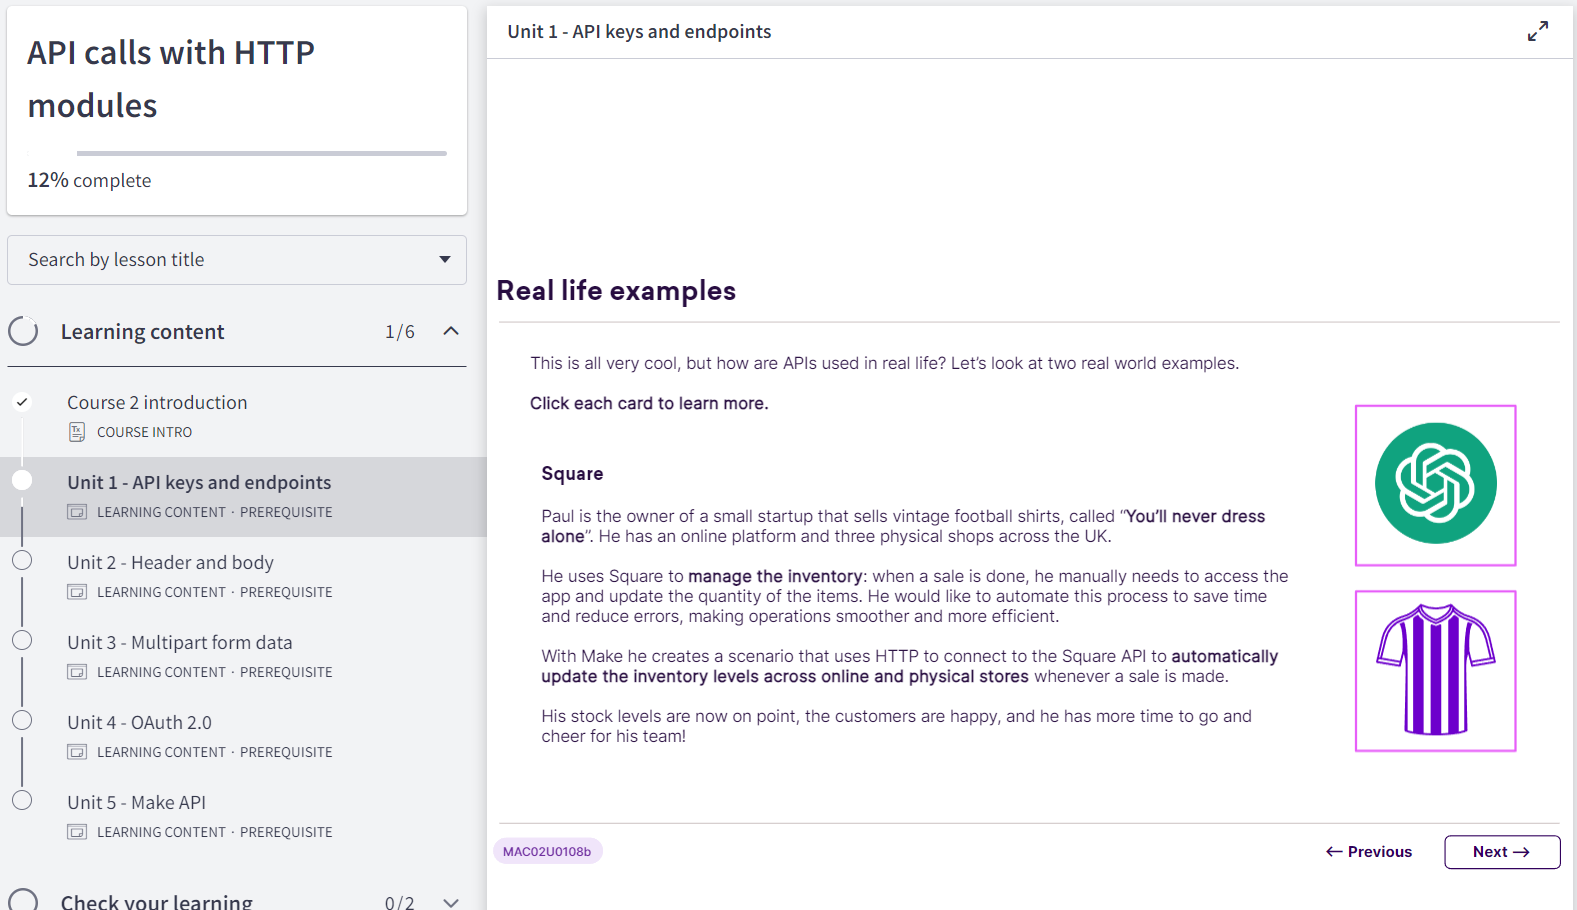 API calls with HTTP
modules
12% complete
Search by lesson title
Learning content 1/6
Course 2 introduction
COURSE INTRO
Unit 1 - API keys and endpoints
LEARNING CONTENT · PREREQUISITE
Unit 2 - Header and body
LEARNING CONTENT · PREREQUISITE
Unit 3 - Multipart form data
LEARNING CONTENT · PREREQUISITE
Unit 4 - OAuth 2.0
LEARNING CONTENT · PREREQUISITE
Unit 5 - Make API
LEARNING CONTENT · PREREQUISITE
Check your learning 0/2
Unit 1 - API keys and endpoints
Real life examples
This is all very cool, but how are APIs used in real life? Let’s look at two real world examples.
Click each card to learn more.
Square
Paul is the owner of a small startup that sells vintage football shirts, called “You’ll never dress
alone”. He has an online platform and three physical shops across the UK.
He uses Square to manage the inventory: when a sale is done, he manually needs to access the
app and update the quantity of the items. He would like to automate this process to save time
and reduce errors, making operations smoother and more efficient.
With Make he creates a scenario that uses HTTP to connect to the Square API to automatically
update the inventory levels across online and physical stores whenever a sale is made.
His stock levels are now on point, the customers are happy, and he has more time to go and
cheer for his team!
MAC02U0108b
← Previous
Next →